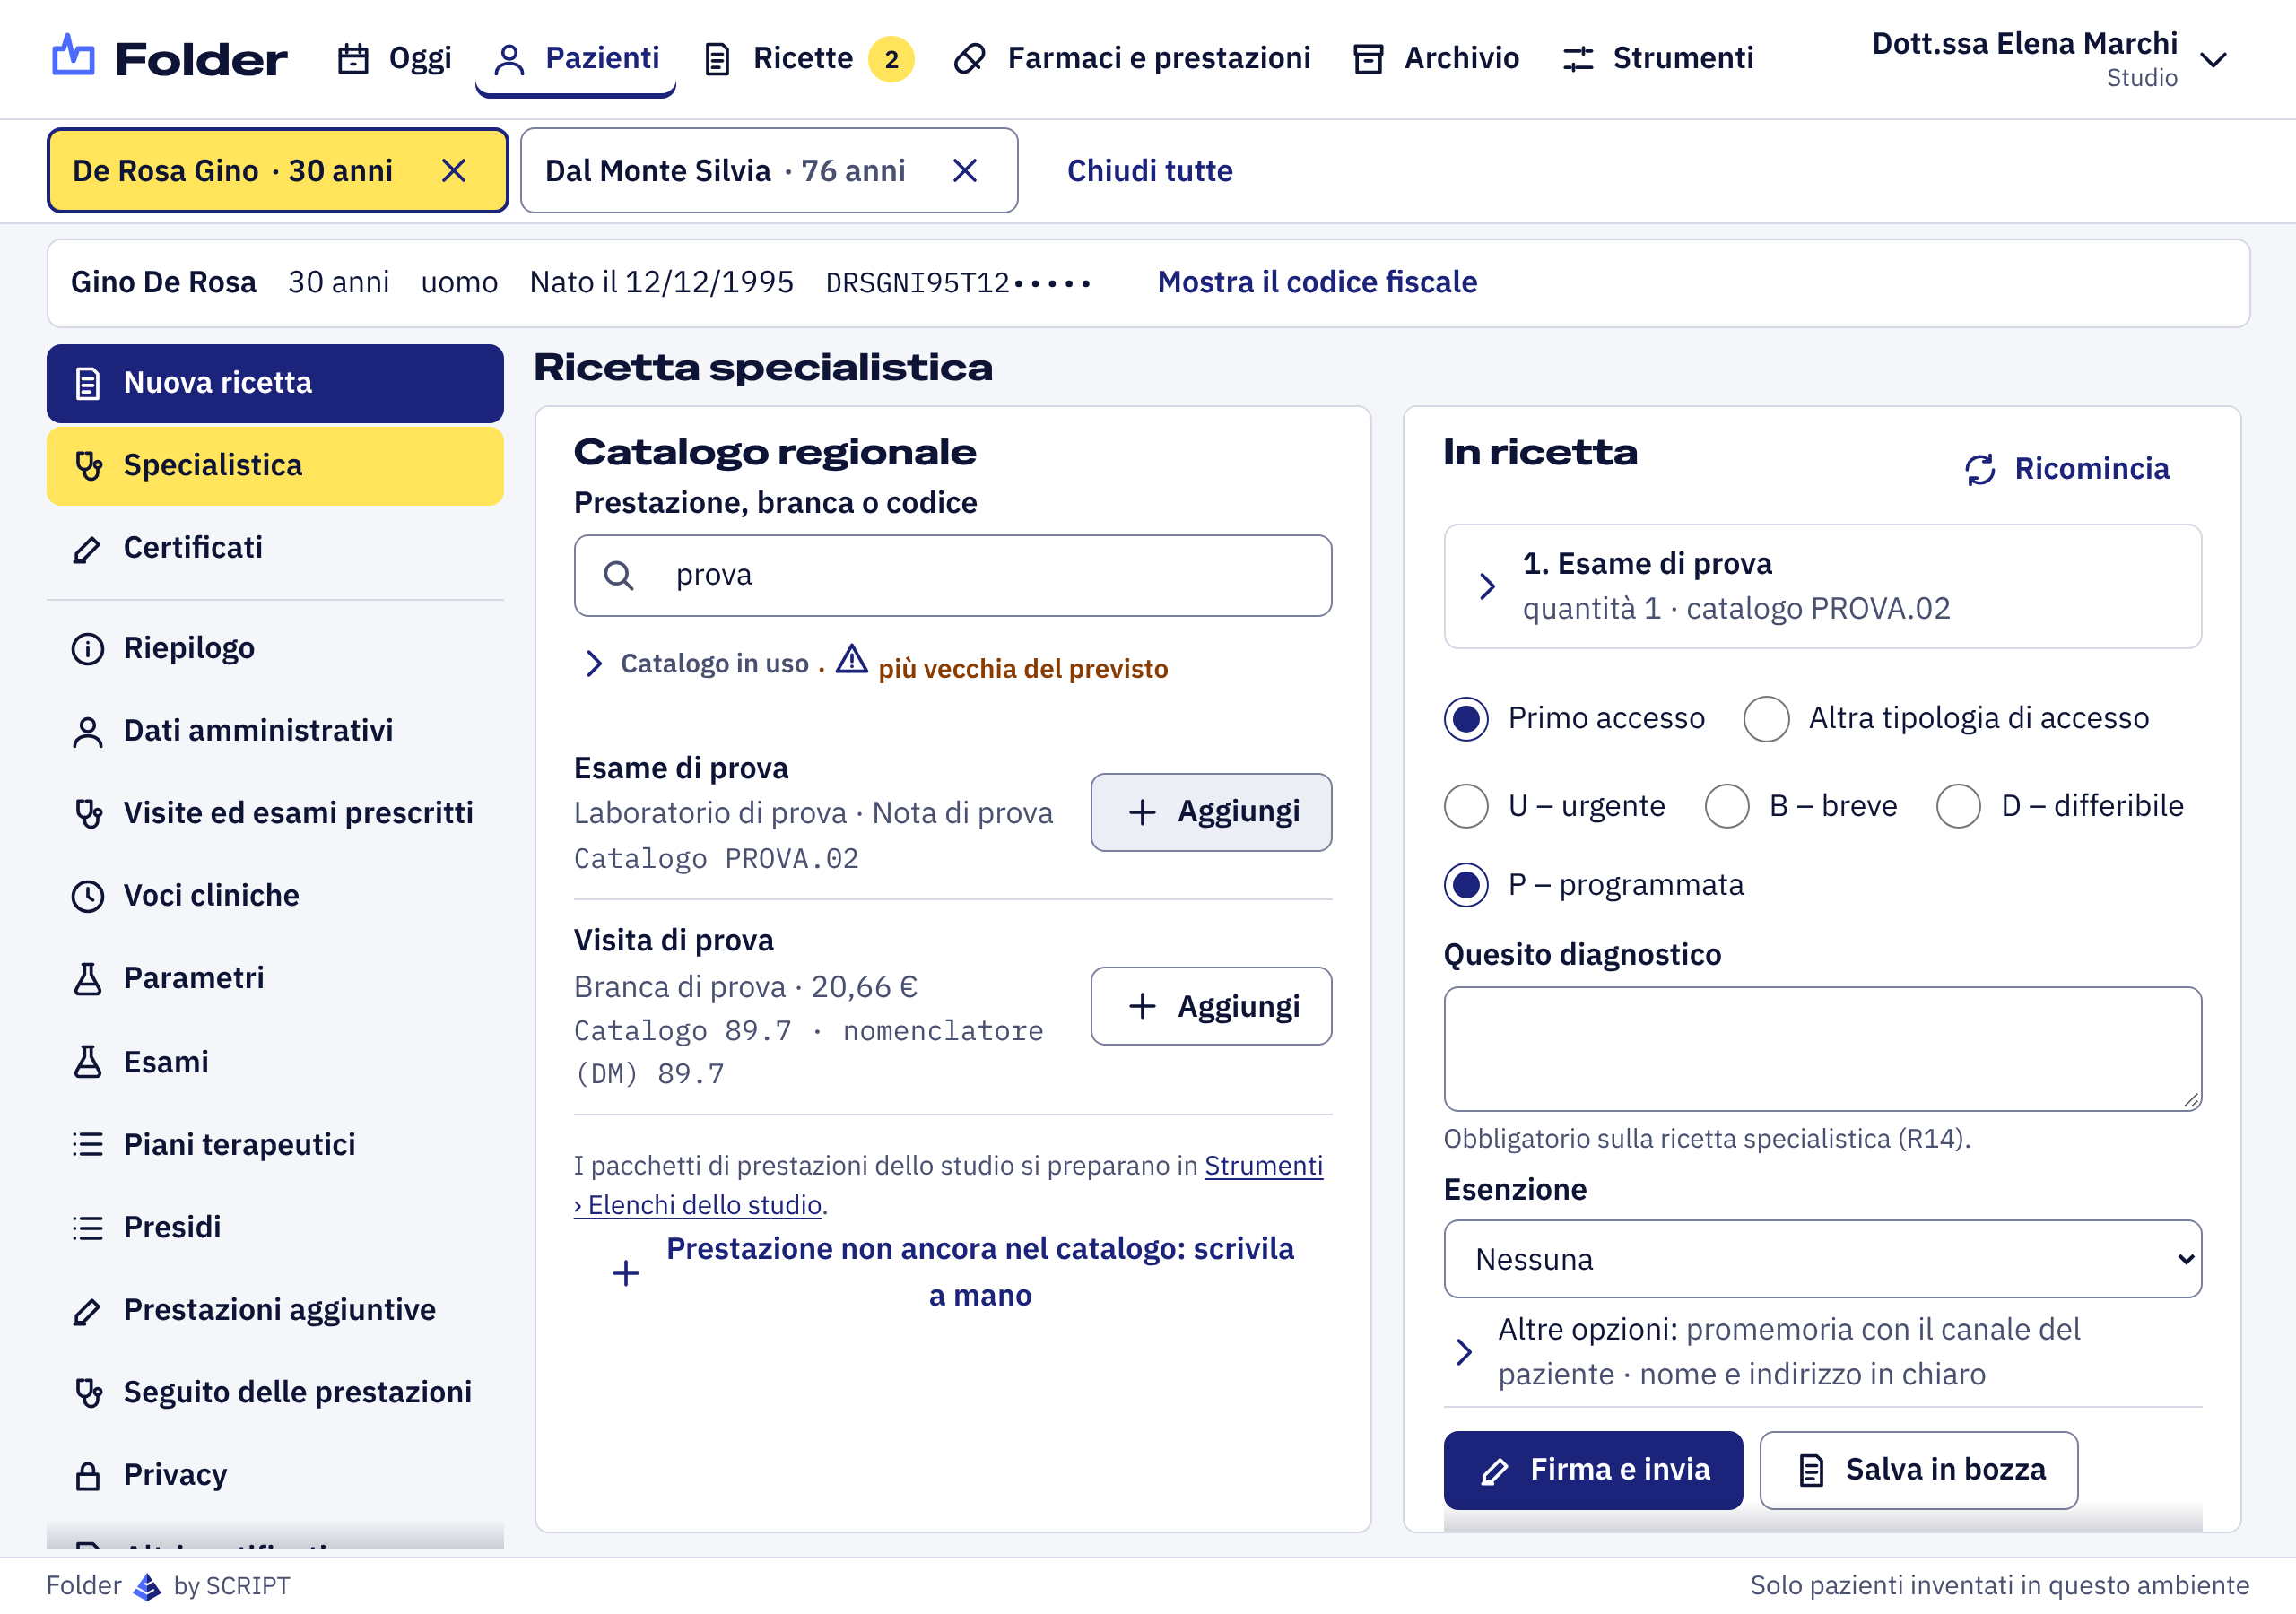 Folder
Oggi
Pazienti
Ricette 2
Farmaci e prestazioni
Archivio
Strumenti
Dott.ssa Elena Marchi
Studio
De Rosa Gino · 30 anni
Dal Monte Silvia · 76 anni
Chiudi tutte
Gino De Rosa 30 anni uomo Nato il 12/12/1995 DRSGNI95T12••••• Mostra il codice fiscale
Nuova ricetta
Specialistica
Certificati
Riepilogo
Dati amministrativi
Visite ed esami prescritti
Voci cliniche
Parametri
Esami
Piani terapeutici
Presidi
Prestazioni aggiuntive
Seguito delle prestazioni
Privacy
Ricetta specialistica
Catalogo regionale
Prestazione, branca o codice
prova
Catalogo in uso · più vecchia del previsto
Esame di prova
Laboratorio di prova · Nota di prova
Catalogo PROVA.02
Aggiungi
Visita di prova
Branca di prova · 20,66 €
Catalogo 89.7 · nomenclatore
(DM) 89.7
Aggiungi
I pacchetti di prestazioni dello studio si preparano in Strumenti
› Elenchi dello studio.
Prestazione non ancora nel catalogo: scrivila
a mano
In ricetta
Ricomincia
1. Esame di prova
quantità 1 · catalogo PROVA.02
Primo accesso
Altra tipologia di accesso
U – urgente
B – breve
D – differibile
P – programmata
Quesito diagnostico
Obbligatorio sulla ricetta specialistica (R14).
Esenzione
Nessuna
Altre opzioni: promemoria con il canale del
paziente · nome e indirizzo in chiaro
Firma e invia
Salva in bozza
Folder by SCRIPT
Solo pazienti inventati in questo ambiente